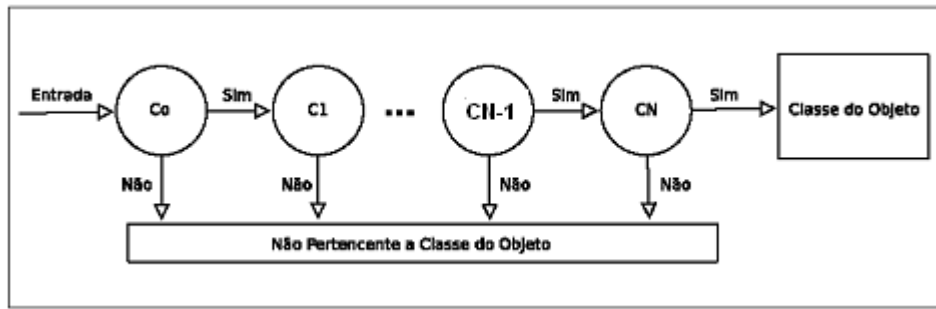 Entrada
Co
Sim
C1
...
CN-1
Sim
CN
Sim
Classe do Objeto
Não
Não
Não
Não
Não Pertencente a Classe do Objeto